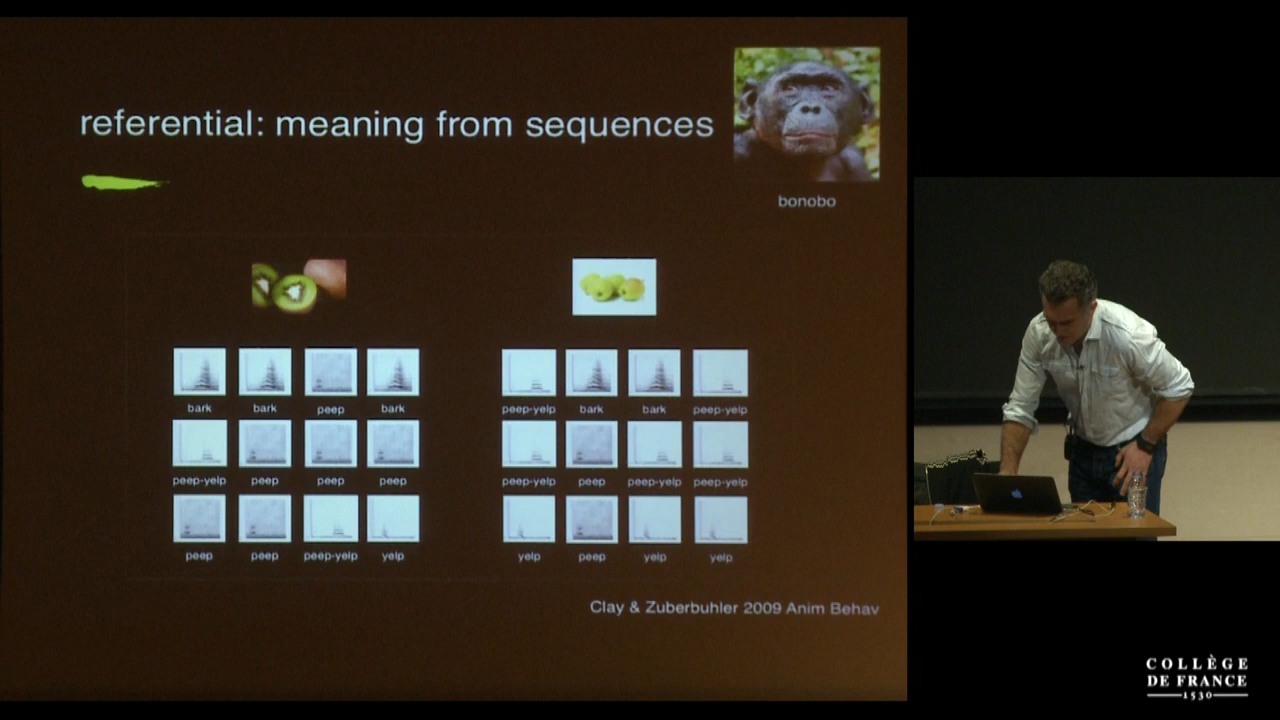 referential: meaning from sequences
bonobo
bark bark peep bark
peep-yelp peep peep peep
peep peep peep-yelp yelp
peep-yelp bark bark peep-yelp
peep-yelp peep peep-yelp peep-yelp
yelp peep yelp yelp
Clay & Zuberbuhler 2009 Anim Behav
COLLÈGE
DE FRANCE
1530